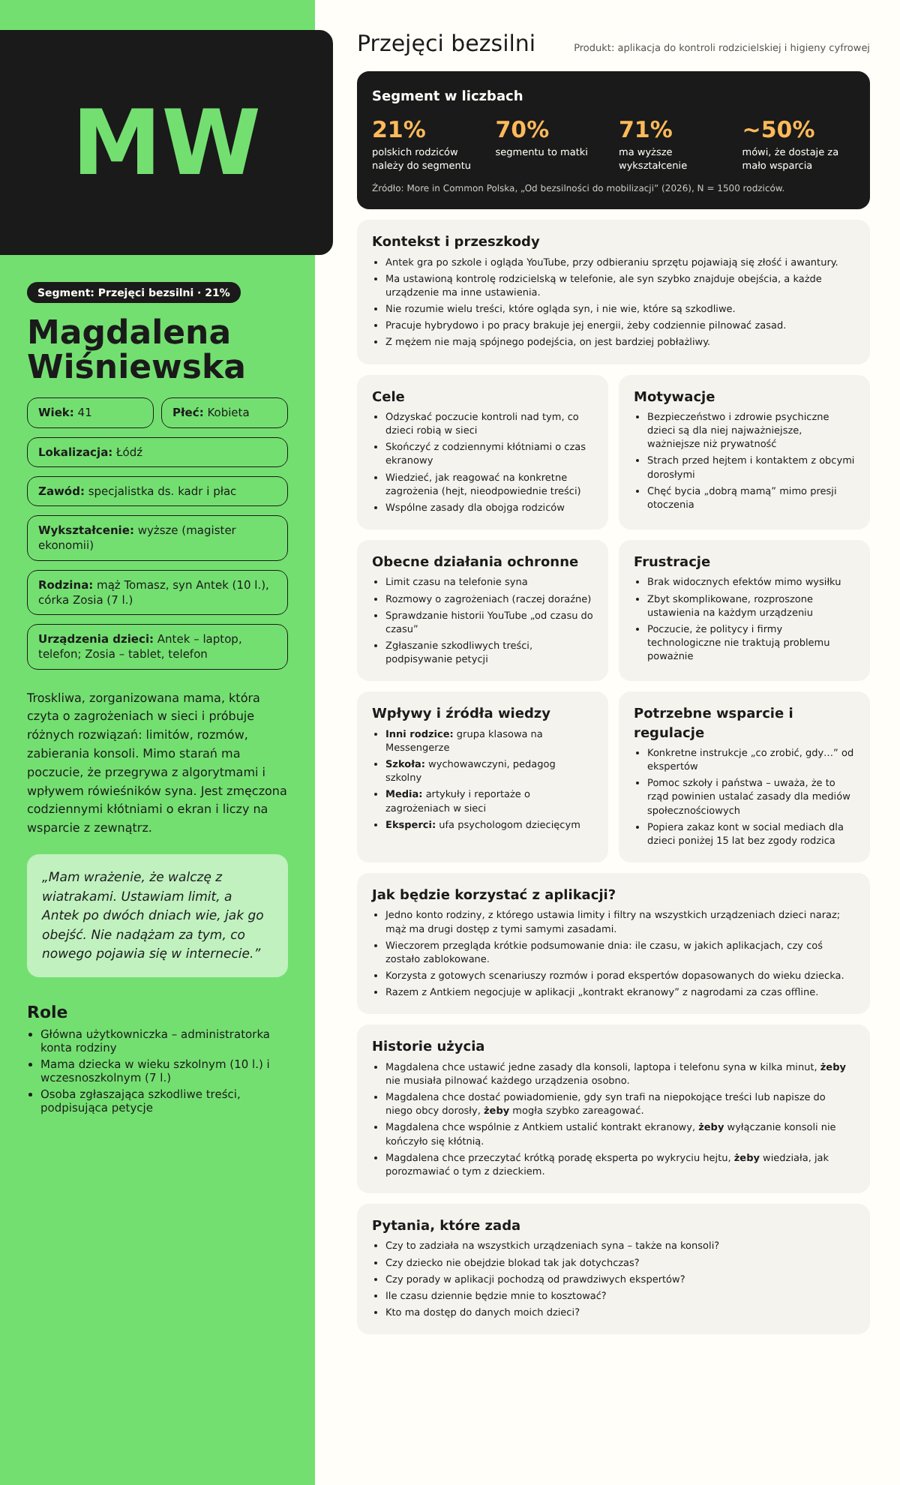 MW
Segment: Przejęci bezsilni · 21%
Magdalena
Wiśniewska
Wiek: 41
Płeć: Kobieta
Lokalizacja: Łódź
Zawód: specjalistka ds. kadr i płac
Wykształcenie: wyższe (magister
ekonomii)
Rodzina: mąż Tomasz, syn Antek (10 l.),
córka Zosia (7 l.)
Urządzenia dzieci: Antek – laptop,
telefon; Zosia – tablet, telefon
Troskliwa, zorganizowana mama, która
czyta o zagrożeniach w sieci i próbuje
różnych rozwiązań: limitów, rozmów,
zabierania konsoli. Mimo starań ma
poczucie, że przegrywa z algorytmami i
wpływem rówieśników syna. Jest zmęczona
codziennymi kłótniami o ekran i liczy na
wsparcie z zewnątrz.
„Mam wrażenie, że walczę z
wiatrakami. Ustawiam limit, a
Antek po dwóch dniach wie, jak go
obejść. Nie nadążam za tym, co
nowego pojawia się w internecie.”
Role
• Główna użytkowniczka – administratorka
konta rodziny
• Mama dziecka w wieku szkolnym (10 l.) i
wczesnoszkolnym (7 l.)
• Osoba zgłaszająca szkodliwe treści,
podpisująca petycje
Przejęci bezsilni
Produkt: aplikacja do kontroli rodzicielskiej i higieny cyfrowej
Segment w liczbach
21%
polskich rodziców
należy do segmentu
70%
segmentu to matki
71%
ma wyższe
wykształcenie
~50%
mówi, że dostaje za
mało wsparcia
Źródło: More in Common Polska, „Od bezsilności do mobilizacji” (2026), N = 1500 rodziców.
Kontekst i przeszkody
• Antek gra po szkole i ogląda YouTube, przy odbieraniu sprzętu pojawiają się złość i awantury.
• Ma ustawioną kontrolę rodzicielską w telefonie, ale syn szybko znajduje obejścia, a każde
urządzenie ma inne ustawienia.
• Nie rozumie wielu treści, które ogląda syn, i nie wie, które są szkodliwe.
• Pracuje hybrydowo i po pracy brakuje jej energii, żeby codziennie pilnować zasad.
• Z mężem nie mają spójnego podejścia, on jest bardziej pobłażliwy.
Cele
• Odzyskać poczucie kontroli nad tym, co
dzieci robią w sieci
• Skończyć z codziennymi kłótniami o czas
ekranowy
• Wiedzieć, jak reagować na konkretne
zagrożenia (hejt, nieodpowiednie treści)
• Wspólne zasady dla obojga rodziców
Motywacje
• Bezpieczeństwo i zdrowie psychiczne
dzieci są dla niej najważniejsze,
ważniejsze niż prywatność
• Strach przed hejtem i kontaktem z obcymi
dorosłymi
• Chęć bycia „dobrą mamą” mimo presji
otoczenia
Obecne działania ochronne
• Limit czasu na telefonie syna
• Rozmowy o zagrożeniach (raczej doraźne)
• Sprawdzanie historii YouTube „od czasu do
czasu”
• Zgłaszanie szkodliwych treści,
podpisywanie petycji
Frustracje
• Brak widocznych efektów mimo wysiłku
• Zbyt skomplikowane, rozproszone
ustawienia na każdym urządzeniu
• Poczucie, że politycy i firmy
technologiczne nie traktują problemu
poważnie
Wpływy i źródła wiedzy
• Inni rodzice: grupa klasowa na
Messengerze
• Szkoła: wychowawczyni, pedagog
szkolny
• Media: artykuły i reportaże o
zagrożeniach w sieci
• Eksperci: ufa psychologom dziecięcym
Potrzebne wsparcie i
regulacje
• Konkretne instrukcje „co zrobić, gdy…” od
ekspertów
• Pomoc szkoły i państwa – uważa, że to
rząd powinien ustalać zasady dla mediów
społecznościowych
• Popiera zakaz kont w social mediach dla
dzieci poniżej 15 lat bez zgody rodzica
Jak będzie korzystać z aplikacji?
• Jedno konto rodziny, z którego ustawia limity i filtry na wszystkich urządzeniach dzieci naraz;
mąż ma drugi dostęp z tymi samymi zasadami.
• Wieczorem przegląda krótkie podsumowanie dnia: ile czasu, w jakich aplikacjach, czy coś
zostało zablokowane.
• Korzysta z gotowych scenariuszy rozmów i porad ekspertów dopasowanych do wieku dziecka.
• Razem z Antkiem negocjuje w aplikacji „kontrakt ekranowy” z nagrodami za czas offline.
Historie użycia
• Magdalena chce ustawić jedne zasady dla konsoli, laptopa i telefonu syna w kilka minut, żeby
nie musiała pilnować każdego urządzenia osobno.
• Magdalena chce dostać powiadomienie, gdy syn trafi na niepokojące treści lub napisze do
niego obcy dorosły, żeby mogła szybko zareagować.
• Magdalena chce wspólnie z Antkiem ustalić kontrakt ekranowy, żeby wyłączanie konsoli nie
kończyło się kłótnią.
• Magdalena chce przeczytać krótką poradę eksperta po wykryciu hejtu, żeby wiedziała, jak
porozmawiać o tym z dzieckiem.
Pytania, które zada
• Czy to zadziała na wszystkich urządzeniach syna – także na konsoli?
• Czy dziecko nie obejdzie blokad tak jak dotychczas?
• Czy porady w aplikacji pochodzą od prawdziwych ekspertów?
• Ile czasu dziennie będzie mnie to kosztować?
• Kto ma dostęp do danych moich dzieci?